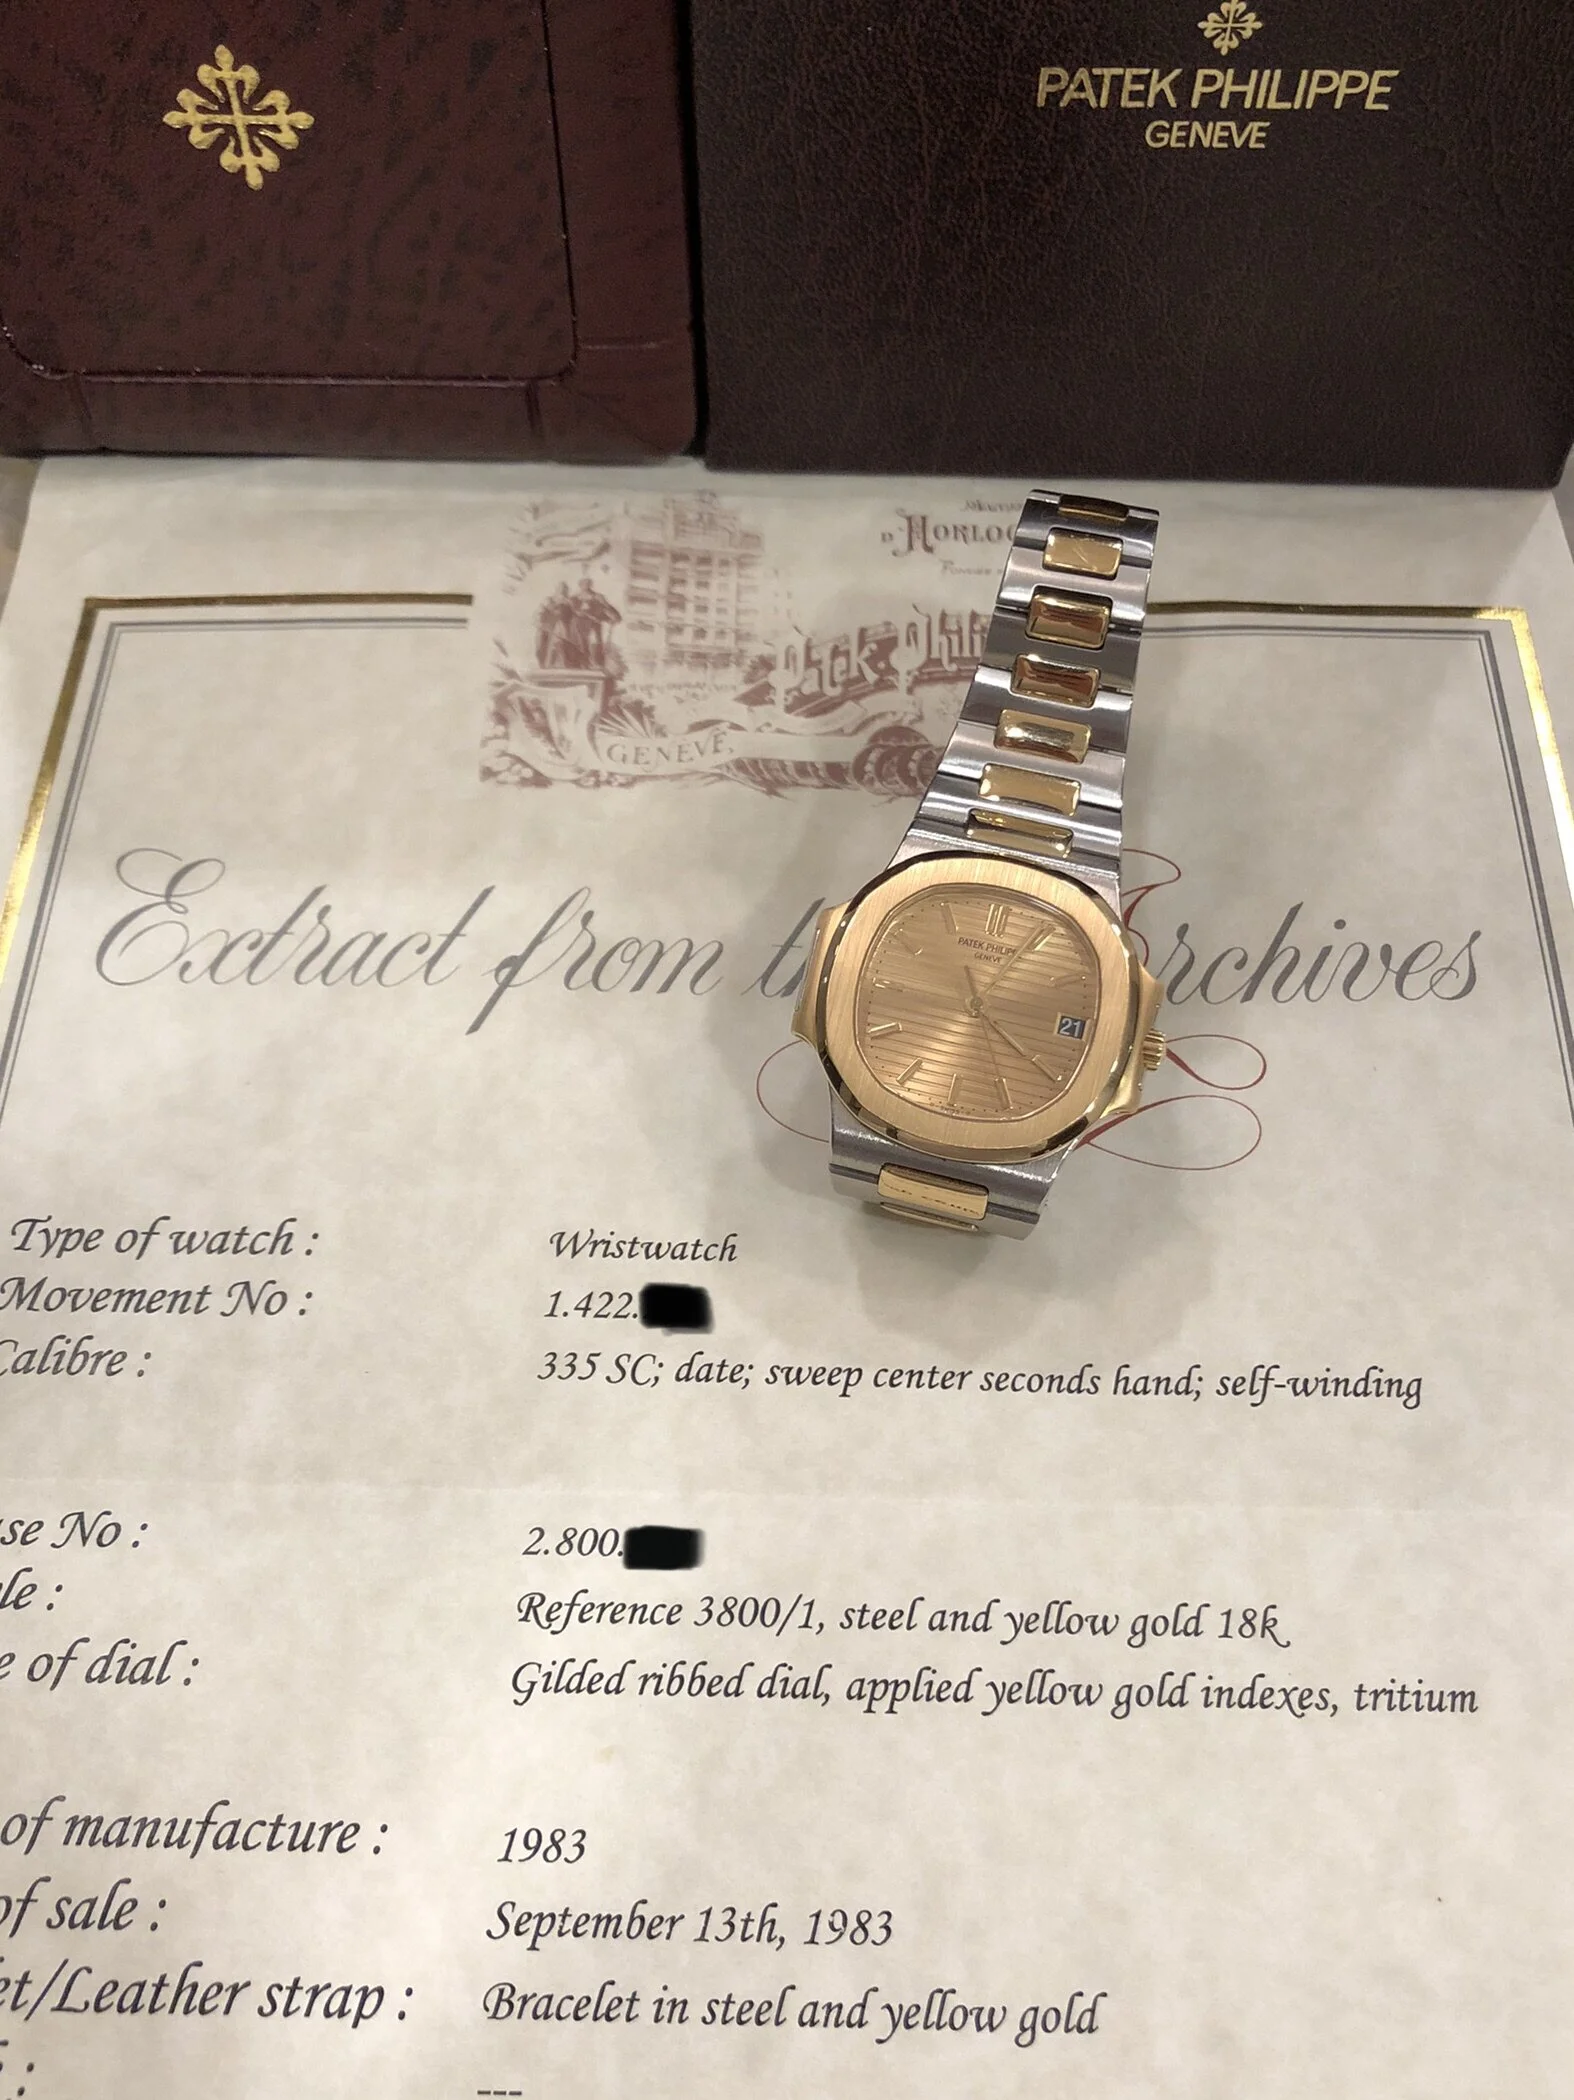 PATEK PHILIPPE
GENEVE
GENEVE,
Extract from Archives
PATEK PHILIPPE
GENEVE
21
Type of watch : Wristwatch
Movement No : 1.422.
Calibre : 335 SC; date; sweep center seconds hand; self-winding
se No : 2.800.
le : Reference 3800/1, steel and yellow gold 18k
e of dial : Gilded ribbed dial, applied yellow gold indexes, tritium
of manufacture : 1983
of sale : September 13th, 1983
et/Leather strap : Bracelet in steel and yellow gold
: ---